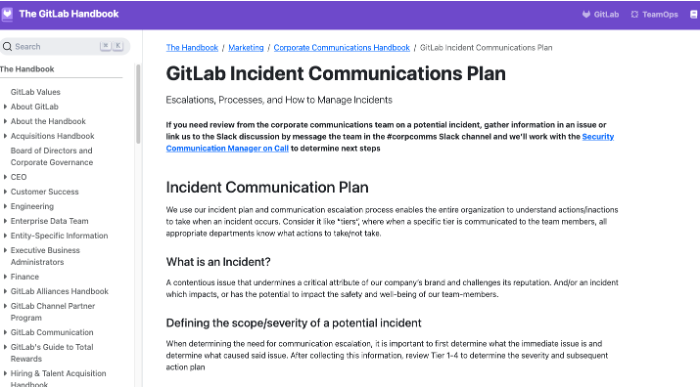 The GitLab Handbook
GitLab
TeamOps
Search
⌘ K
The Handbook
GitLab Values
About GitLab
About the Handbook
Acquisitions Handbook
Board of Directors and
Corporate Governance
CEO
Customer Success
Engineering
Enterprise Data Team
Entity-Specific Information
Executive Business
Administrators
Finance
GitLab Alliances Handbook
GitLab Channel Partner
Program
GitLab Communication
GitLab's Guide to Total
Rewards
Hiring & Talent Acquisition
Handbook
The Handbook / Marketing / Corporate Communications Handbook / GitLab Incident Communications Plan
GitLab Incident Communications Plan
Escalations, Processes, and How to Manage Incidents
If you need review from the corporate communications team on a potential incident, gather information in an issue or
link us to the Slack discussion by message the team in the #corpcomms Slack channel and we'll work with the Security
Communication Manager on Call to determine next steps
Incident Communication Plan
We use our incident plan and communication escalation process enables the entire organization to understand actions/inactions
to take when an incident occurs. Consider it like "tiers", where when a specific tier is communicated to the team members, all
appropriate departments know what actions to take/not take.
What is an Incident?
A contentious issue that undermines a critical attribute of our company's brand and challenges its reputation. And/or an incident
which impacts, or has the potential to impact the safety and well-being of our team-members.
Defining the scope/severity of a potential incident
When determining the need for communication escalation, it is important to first determine what the immediate issue is and
determine what caused said issue. After collecting this information, review Tier 1-4 to determine the severity and subsequent
action plan